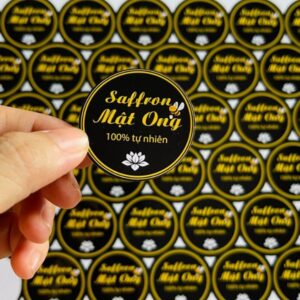 Saffron
Mật Ong
100% tự nhiên